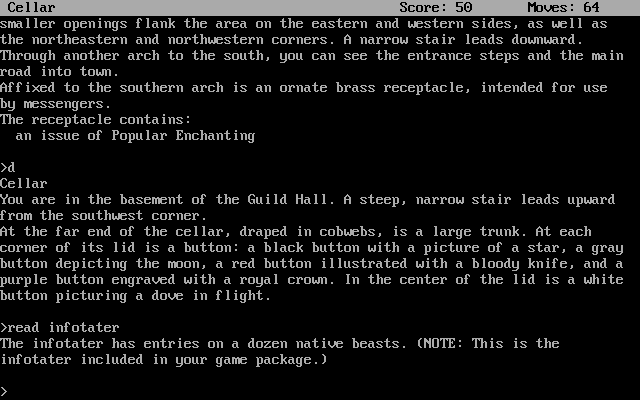 Cellar Score: 50 Moves: 64
smaller openings flank the area on the eastern and western sides, as well as
the northeastern and northwestern corners. A narrow stair leads downward.
Through another arch to the south, you can see the entrance steps and the main
road into town.
Affixed to the southern arch is an ornate brass receptacle, intended for use
by messengers.
The receptacle contains:
  an issue of Popular Enchanting

>d
Cellar
You are in the basement of the Guild Hall. A steep, narrow stair leads upward
from the southwest corner.
At the far end of the cellar, draped in cobwebs, is a large trunk. At each
corner of its lid is a button: a black button with a picture of a star, a gray
button depicting the moon, a red button illustrated with a bloody knife, and a
purple button engraved with a royal crown. In the center of the lid is a white
button picturing a dove in flight.

>read infotater
The infotater has entries on a dozen native beasts. (NOTE: This is the
infotater included in your game package.)

>